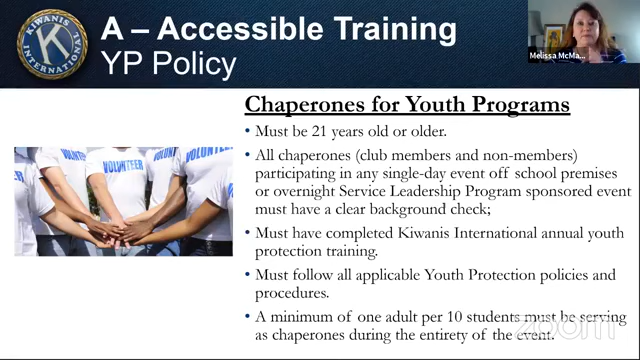 KIWANIS
K
INTERNATIONAL
A – Accessible Training
YP Policy
Melissa McMa...
Chaperones for Youth Programs
• Must be 21 years old or older.
• All chaperones (club members and non-members)
participating in any single-day event off school premises
or overnight Service Leadership Program sponsored event
must have a clear background check;
• Must have completed Kiwanis International annual youth
protection training.
• Must follow all applicable Youth Protection policies and
procedures.
• A minimum of one adult per 10 students must be serving
as chaperones during the entirety of the event.
VOLUNTEER
VOLUNTEER
VOLUNTEER
zoom